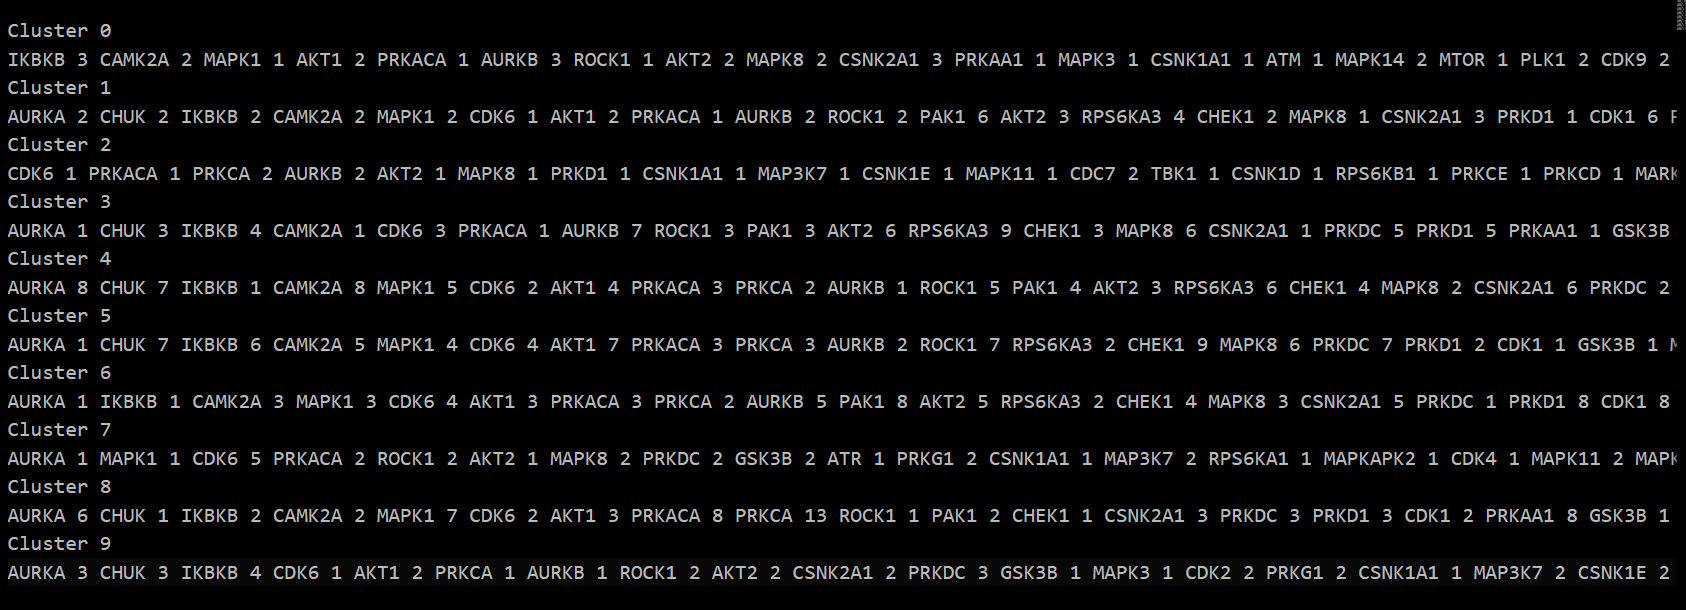 Cluster 0
IKBKB 3 CAMK2A 2 MAPK1 1 AKT1 2 PRKACA 1 AURKB 3 ROCK1 1 AKT2 2 MAPK8 2 CSNK2A1 3 PRKAA1 1 MAPK3 1 CSNK1A1 1 ATM 1 MAPK14 2 MTOR 1 PLK1 2 CDK9 2
Cluster 1
AURKA 2 CHUK 2 IKBKB 2 CAMK2A 2 MAPK1 2 CDK6 1 AKT1 2 PRKACA 1 AURKB 2 ROCK1 2 PAK1 6 AKT2 3 RPS6KA3 4 CHEK1 2 MAPK8 1 CSNK2A1 3 PRKD1 1 CDK1 6
Cluster 2
CDK6 1 PRKACA 1 PRKCA 2 AURKB 2 AKT2 1 MAPK8 1 PRKD1 1 CSNK1A1 1 MAP3K7 1 CSNK1E 1 MAPK11 1 CDC7 2 TBK1 1 CSNK1D 1 RPS6KB1 1 PRKCE 1 PRKCD 1 MARK
Cluster 3
AURKA 1 CHUK 3 IKBKB 4 CAMK2A 1 CDK6 3 PRKACA 1 AURKB 7 ROCK1 3 PAK1 3 AKT2 6 RPS6KA3 9 CHEK1 3 MAPK8 6 CSNK2A1 1 PRKDC 5 PRKD1 5 PRKAA1 1 GSK3B
Cluster 4
AURKA 8 CHUK 7 IKBKB 1 CAMK2A 8 MAPK1 5 CDK6 2 AKT1 4 PRKACA 3 PRKCA 2 AURKB 1 ROCK1 5 PAK1 4 AKT2 3 RPS6KA3 6 CHEK1 4 MAPK8 2 CSNK2A1 6 PRKDC 2
Cluster 5
AURKA 1 CHUK 7 IKBKB 6 CAMK2A 5 MAPK1 4 CDK6 4 AKT1 7 PRKACA 3 PRKCA 3 AURKB 2 ROCK1 7 RPS6KA3 2 CHEK1 9 MAPK8 6 PRKDC 7 PRKD1 2 CDK1 1 GSK3B 1
Cluster 6
AURKA 1 IKBKB 1 CAMK2A 3 MAPK1 3 CDK6 4 AKT1 3 PRKACA 3 PRKCA 2 AURKB 5 PAK1 8 AKT2 5 RPS6KA3 2 CHEK1 4 MAPK8 3 CSNK2A1 5 PRKDC 1 PRKD1 8 CDK1 8
Cluster 7
AURKA 1 MAPK1 1 CDK6 5 PRKACA 2 ROCK1 2 AKT2 1 MAPK8 2 PRKDC 2 GSK3B 2 ATR 1 PRKG1 2 CSNK1A1 1 MAP3K7 2 RPS6KA1 1 MAPKAPK2 1 CDK4 1 MAPK11 2 MAPK
Cluster 8
AURKA 6 CHUK 1 IKBKB 2 CAMK2A 2 MAPK1 7 CDK6 2 AKT1 3 PRKACA 8 PRKCA 13 ROCK1 1 PAK1 2 CHEK1 1 CSNK2A1 3 PRKDC 3 PRKD1 3 CDK1 2 PRKAA1 8 GSK3B 1
Cluster 9
AURKA 3 CHUK 3 IKBKB 4 CDK6 1 AKT1 2 PRKCA 1 AURKB 1 ROCK1 2 AKT2 2 CSNK2A1 2 PRKDC 3 GSK3B 1 MAPK3 1 CDK2 2 PRKG1 2 CSNK1A1 1 MAP3K7 2 CSNK1E 2